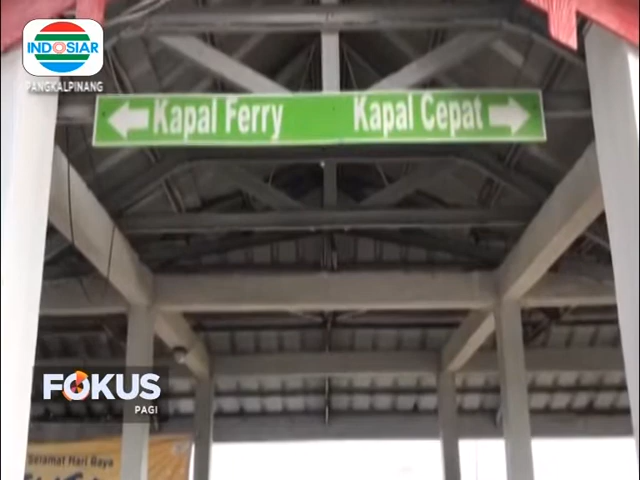 INDOSIAR
PANGKALPINANG
Kapal Ferry
Kapal Cepat
FOKUS
PAGI
Selamat Hari Raya